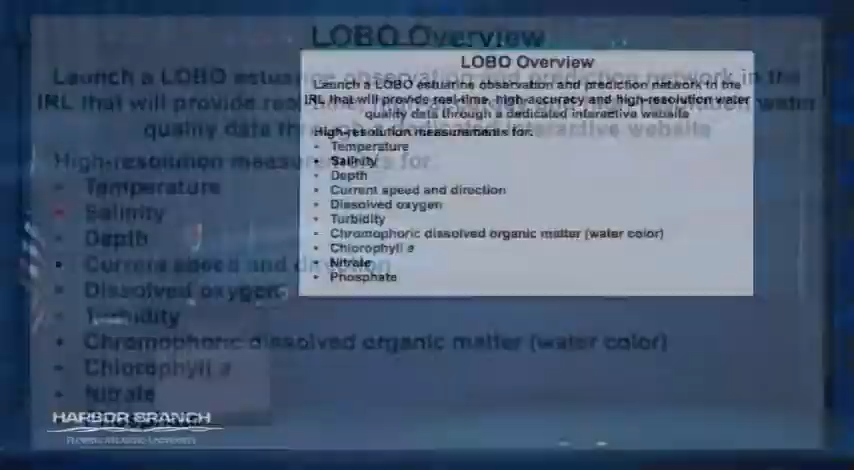 LOBO Overview
LOBO Overview
Launch a LOBO estuarine observation and prediction network in the
IRL that will provide real-time, high-accuracy and high-resolution water
quality data through a dedicated interactive website
High-resolution measurements for:
• Temperature
• Salinity
• Depth
• Current speed and direction
• Dissolved oxygen
• Turbidity
• Chromophoric dissolved organic matter (water color)
• Chlorophyll a
• Nitrate
• Phosphate
Launch a LOBO estuarine observation and prediction network in the
IRL that will provide real-time, high-accuracy and high-resolution water
quality data through a dedicated interactive website
High-resolution measurements for:
• Temperature
• Salinity
• Depth
• Current speed and direction
• Dissolved oxygen
• Turbidity
• Chromophoric dissolved organic matter (water color)
• Chlorophyll a
• Nitrate
HARBOR BRANCH
FLORIDA ATLANTIC UNIVERSITY